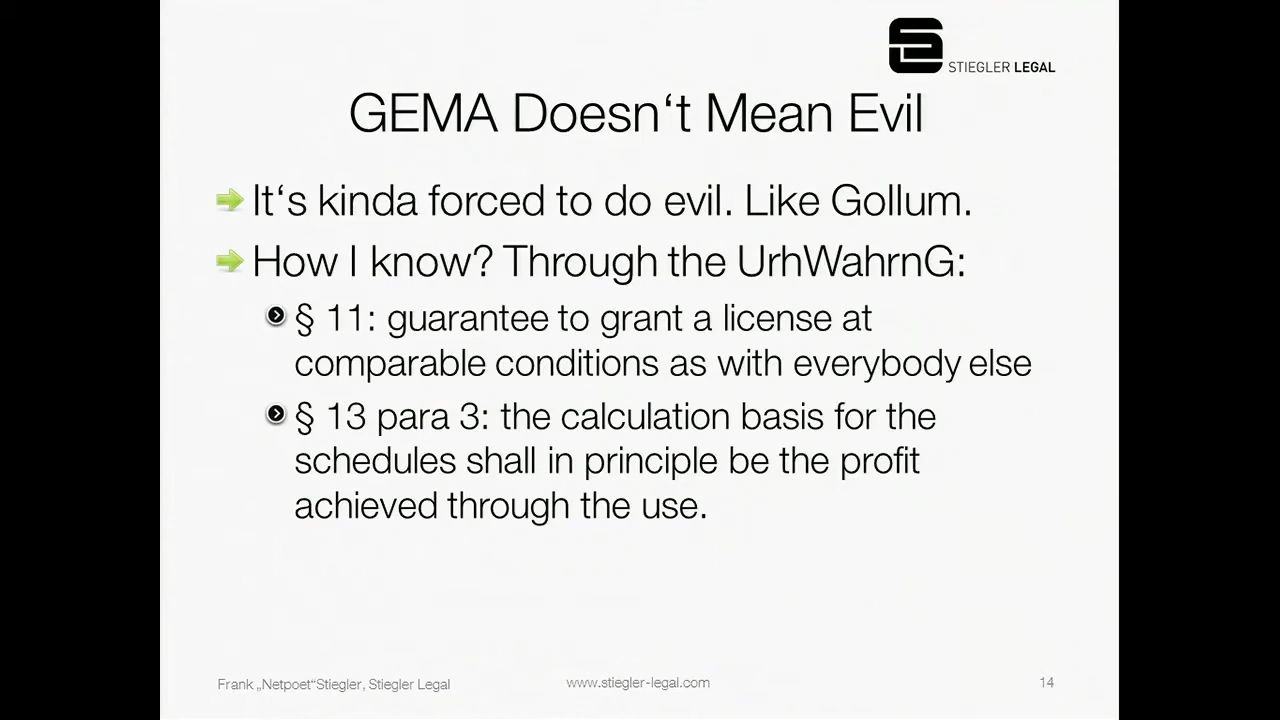 STIEGLER LEGAL
GEMA Doesn‘t Mean Evil
It‘s kinda forced to do evil. Like Gollum.
How I know? Through the UrhWahrnG:
§ 11: guarantee to grant a license at
comparable conditions as with everybody else
§ 13 para 3: the calculation basis for the
schedules shall in principle be the profit
achieved through the use.
Frank „Netpoet“Stiegler, Stiegler Legal
www.stiegler-legal.com
14